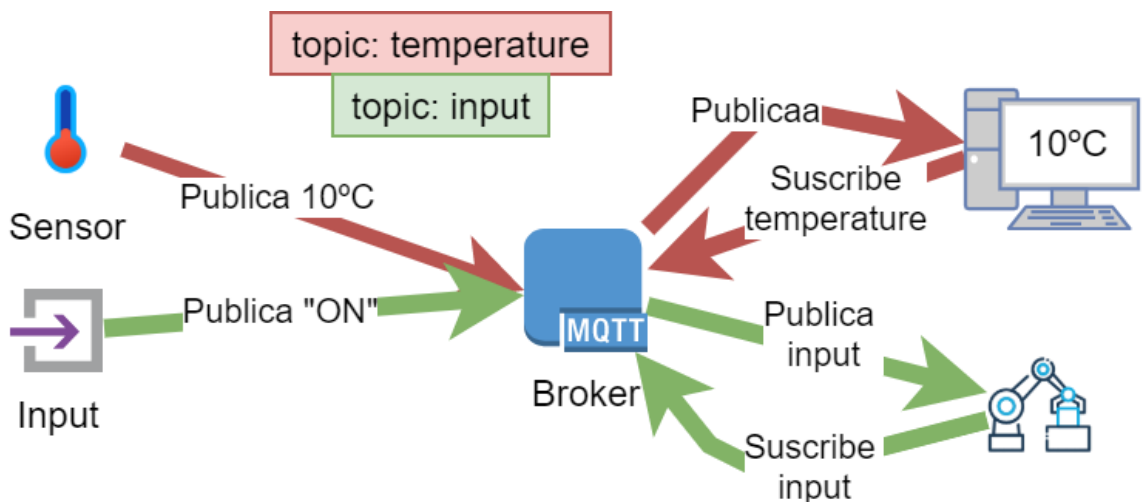 topic: temperature
topic: input
Sensor
Publica 10ºC
Input
Publica "ON"
MQTT
Broker
Publicaa
10ºC
Suscribe
temperature
Publica
input
Suscribe
input